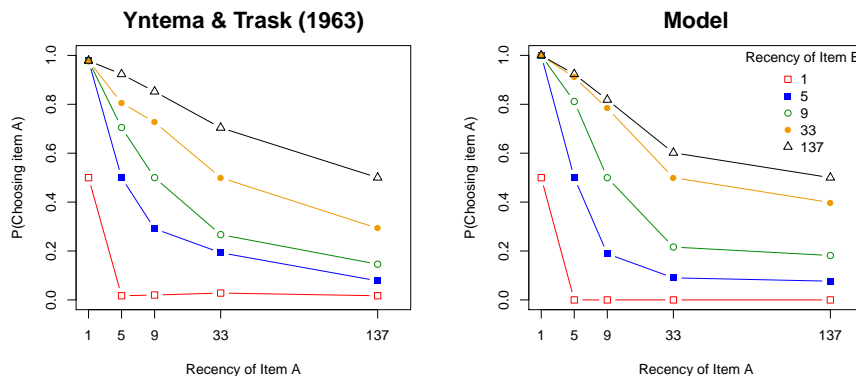 Yntema & Trask (1963)
P(Choosing item A)
1.0
0.8
0.6
0.4
0.2
0.0
1 5 9 33 137
Recency of Item A
Model
P(Choosing item A)
1.0
0.8
0.6
0.4
0.2
0.0
Recency of Item B
1
5
9
33
137
1 5 9 33 137
Recency of Item A